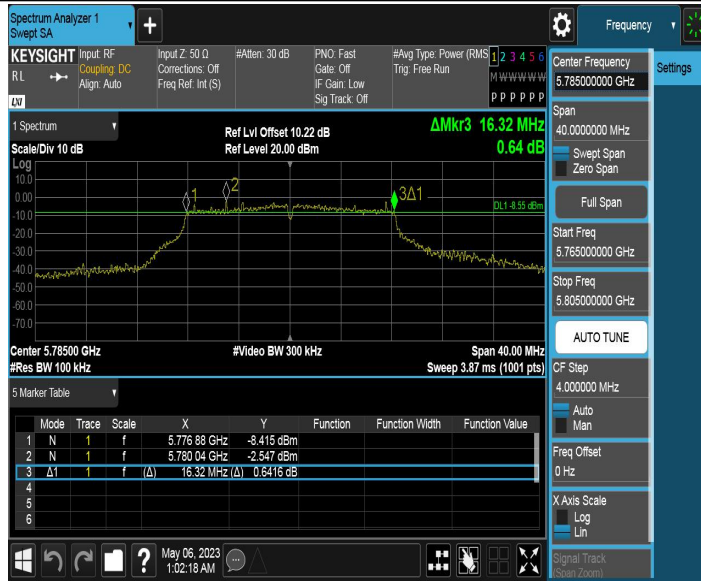 Spectrum Analyzer 1
Swept SA
+
Frequency
KEYSIGHT
RL
LXI
Input: RF
Coupling: DC
Align: Auto
Input Z: 50 Ω
Corrections: Off
Freq Ref: Int (S)
#Atten: 30 dB
PNO: Fast
Gate: Off
IF Gain: Low
Sig Track: Off
#Avg Type: Power (RMS
Trig: Free Run
1 2 3 4 5 6
M W W W W W
P P P P P P
1 Spectrum
Scale/Div 10 dB
Ref Lvl Offset 10.22 dB
Ref Level 20.00 dBm
ΔMkr3 16.32 MHz
0.64 dB
Log
10.0
0.00
-10.0
-20.0
-30.0
-40.0
-50.0
-60.0
-70.0
1
2
3Δ1
DL1 -8.55 dBm
Center 5.78500 GHz
#Video BW 300 kHz
Span 40.00 MHz
#Res BW 100 kHz
Sweep 3.87 ms (1001 pts)
5 Marker Table
Mode Trace Scale X Y Function Function Width Function Value
1 N 1 f 5.776 88 GHz -8.415 dBm
2 N 1 f 5.780 04 GHz -2.547 dBm
3 Δ1 1 f (Δ) 16.32 MHz (Δ) 0.6416 dB
4
5
6
May 06, 2023
1:02:18 AM
?
Center Frequency
5.785000000 GHz
Span
40.0000000 MHz
Swept Span
Zero Span
Full Span
Start Freq
5.765000000 GHz
Stop Freq
5.805000000 GHz
AUTO TUNE
CF Step
4.000000 MHz
Auto
Man
Freq Offset
0 Hz
X Axis Scale
Log
Lin
Signal Track
(Span Zoom)
Settings